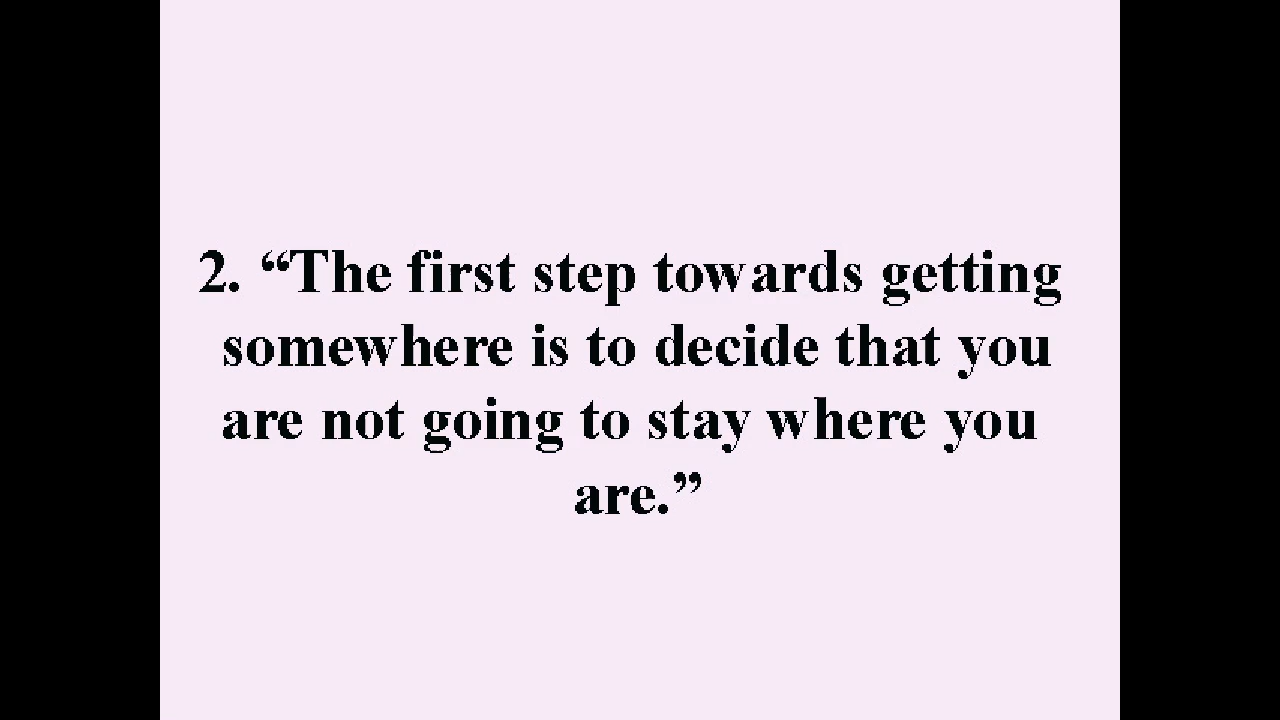 2. “The first step towards getting
somewhere is to decide that you
are not going to stay where you
are.”